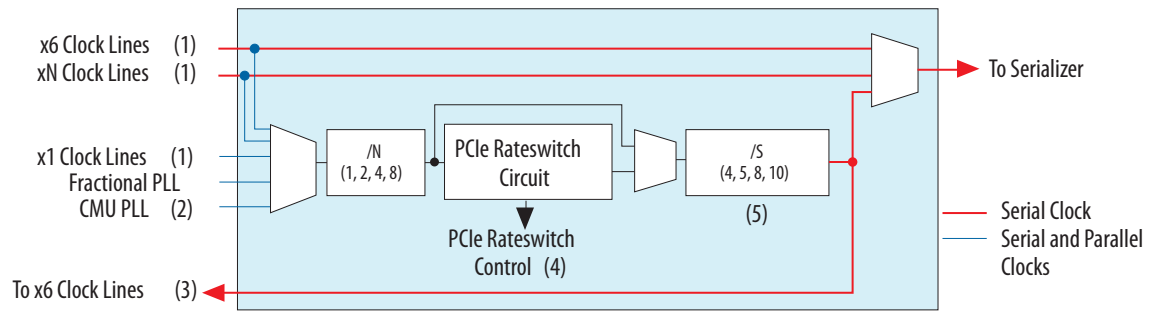 x6 Clock Lines (1)
xN Clock Lines (1)
To Serializer
x1 Clock Lines (1)
Fractional PLL
CMU PLL (2)
/N
(1, 2, 4, 8)
PCIe Rateswitch
Circuit
/S
(4, 5, 8, 10)
(5)
PCIe Rateswitch
Control (4)
Serial Clock
Serial and Parallel
Clocks
To x6 Clock Lines (3)